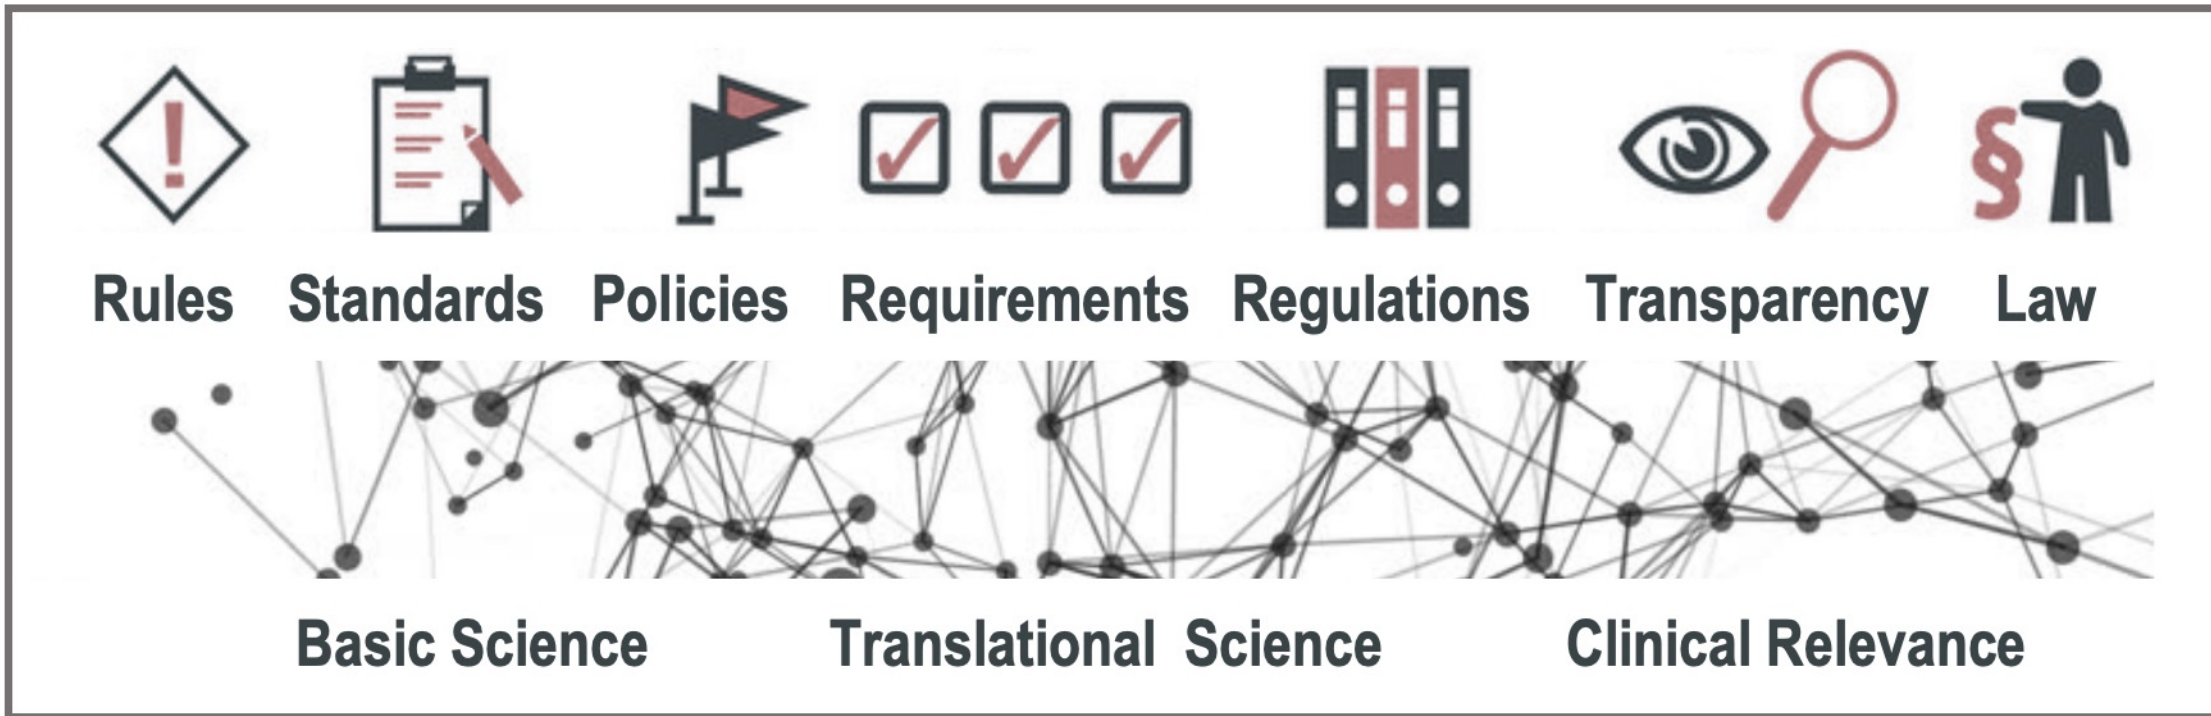 Rules Standards Policies Requirements Regulations Transparency Law
Basic Science Translational Science Clinical Relevance